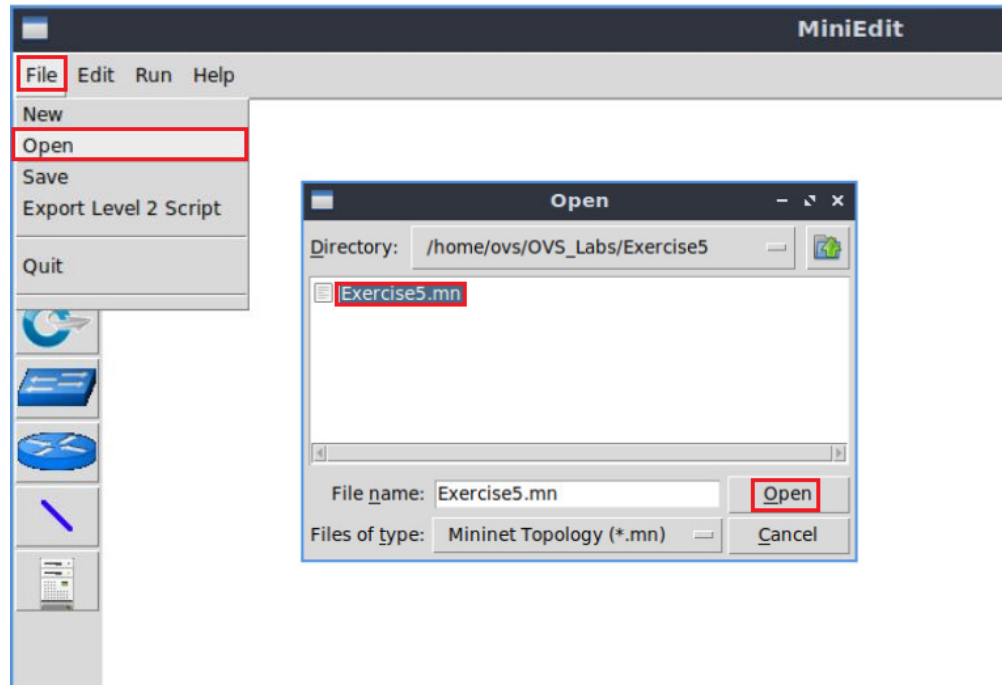 MiniEdit
File Edit Run Help
New
Open
Save
Export Level 2 Script
Quit
Open
Directory: /home/ovs/OVS_Labs/Exercise5
Exercise5.mn
File name: Exercise5.mn Open
Files of type: Mininet Topology (*.mn) Cancel